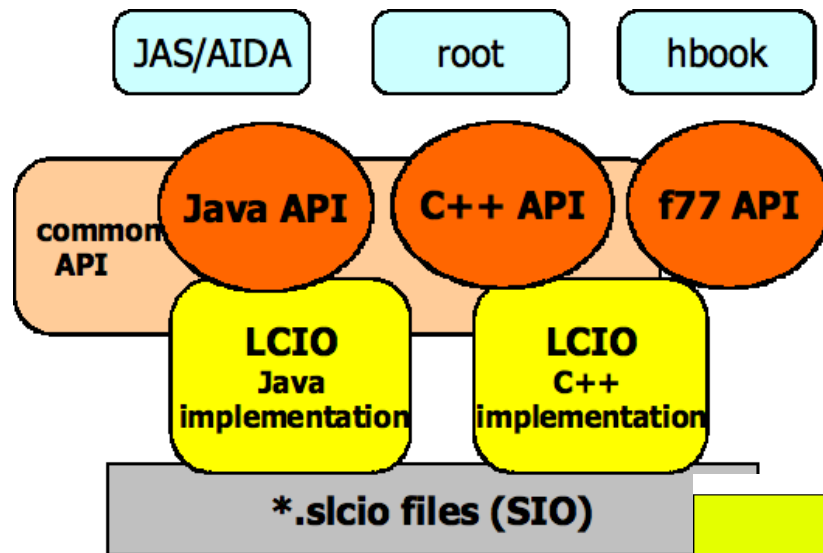 JAS/AIDA
root
hbook
Java API
C++ API
f77 API
common
API
LCIO
Java
implementation
LCIO
C++
implementation
*.slcio files (SIO)